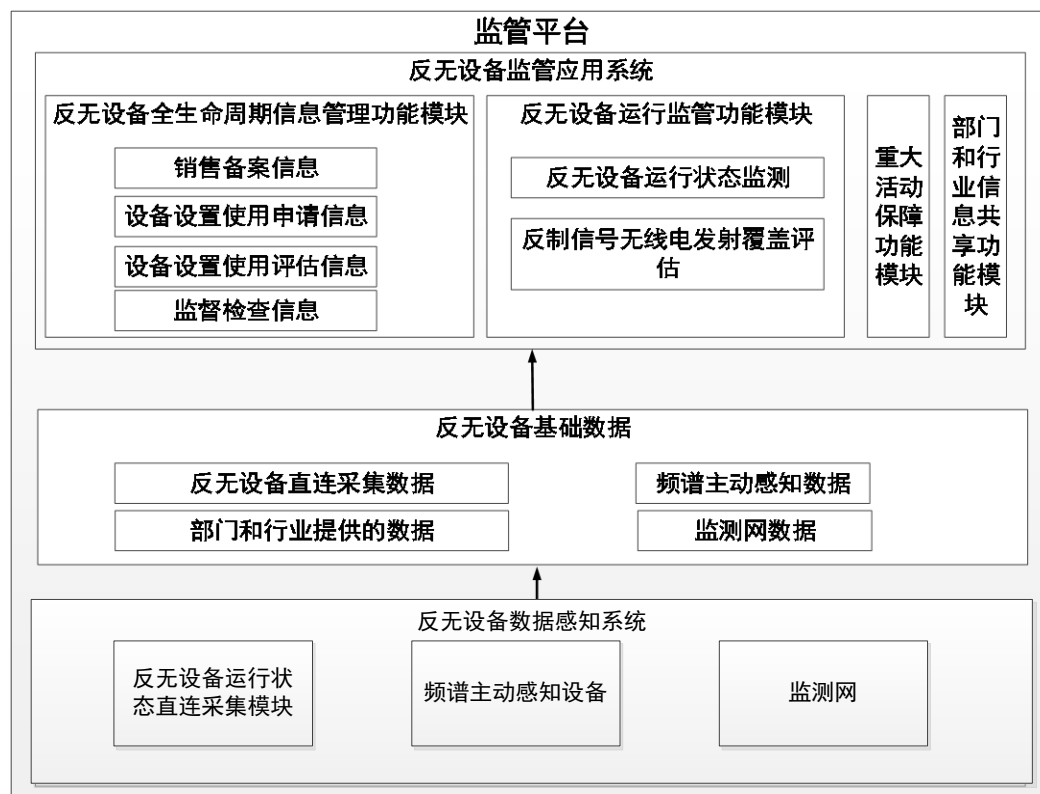 监管平台
反无设备监管应用系统
反无设备全生命周期信息管理功能模块
销售备案信息
设备设置使用申请信息
设备设置使用评估信息
监督检查信息
反无设备运行监管功能模块
反无设备运行状态监测
反制信号无线电发射覆盖评
估
重大
活动
保障
功能
模块
部门
和行
业信
息共
享功
能模
块
反无设备基础数据
反无设备直连采集数据
频谱主动感知数据
部门和行业提供的数据
监测网数据
反无设备数据感知系统
反无设备运行状
态直连采集模块
频谱主动感知设备
监测网